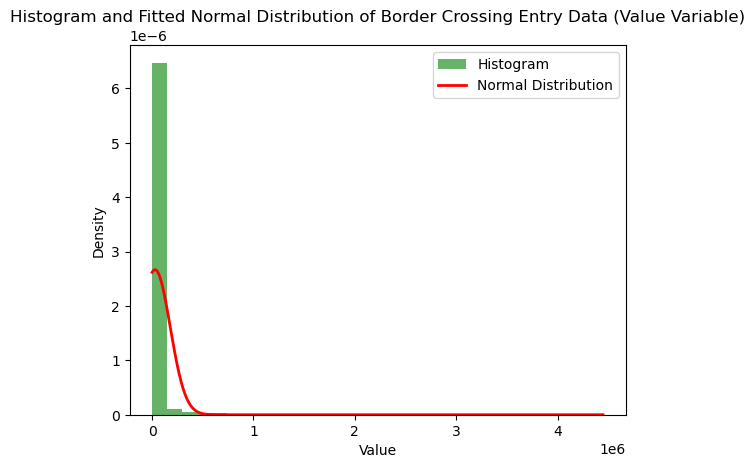 Histogram and Fitted Normal Distribution of Border Crossing Entry Data (Value Variable)
1e−6
Histogram
Normal Distribution
6
5
4
3
2
1
0
Density
0 1 2 3 4
1e6
Value